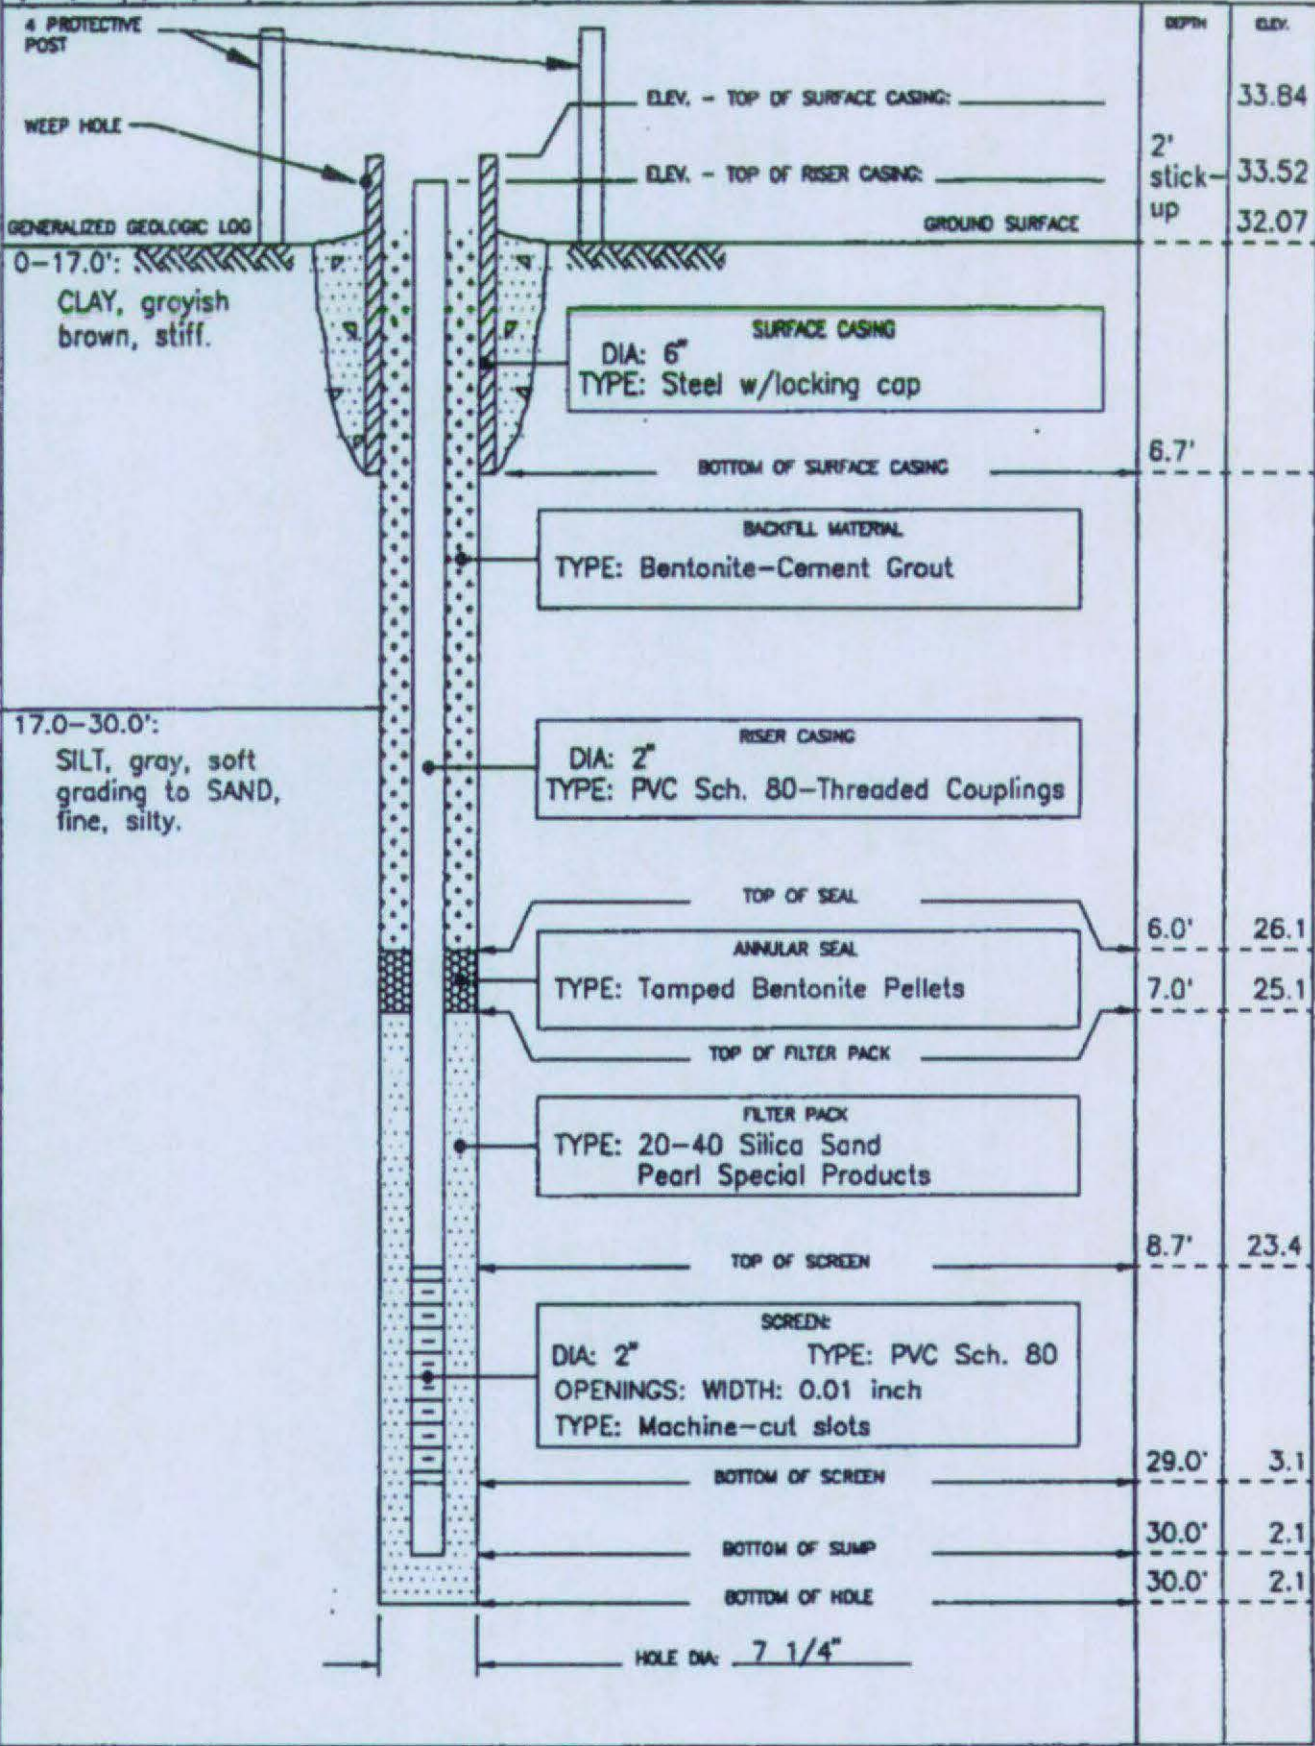 4 PROTECTIVE
POST
WEEP HOLE
DEPTH ELEV.
ELEV. - TOP OF SURFACE CASING: 33.84
ELEV. - TOP OF RISER CASING: 33.52
2'
stick-
up
GENERALIZED GEOLOGIC LOG
GROUND SURFACE 32.07
0-17.0':
CLAY, grayish
brown, stiff.
SURFACE CASING
DIA: 6"
TYPE: Steel w/locking cap
BOTTOM OF SURFACE CASING 6.7'
BACKFILL MATERIAL
TYPE: Bentonite-Cement Grout
17.0-30.0':
SILT, gray, soft
grading to SAND,
fine, silty.
RISER CASING
DIA: 2"
TYPE: PVC Sch. 80-Threaded Couplings
TOP OF SEAL 6.0' 26.1
ANNULAR SEAL
TYPE: Tamped Bentonite Pellets
TOP OF FILTER PACK 7.0' 25.1
FILTER PACK
TYPE: 20-40 Silica Sand
Pearl Special Products
TOP OF SCREEN 8.7' 23.4
SCREEN:
DIA: 2" TYPE: PVC Sch. 80
OPENINGS: WIDTH: 0.01 inch
TYPE: Machine-cut slots
BOTTOM OF SCREEN 29.0' 3.1
BOTTOM OF SUMP 30.0' 2.1
BOTTOM OF HOLE 30.0' 2.1
HOLE DIA: 7 1/4"